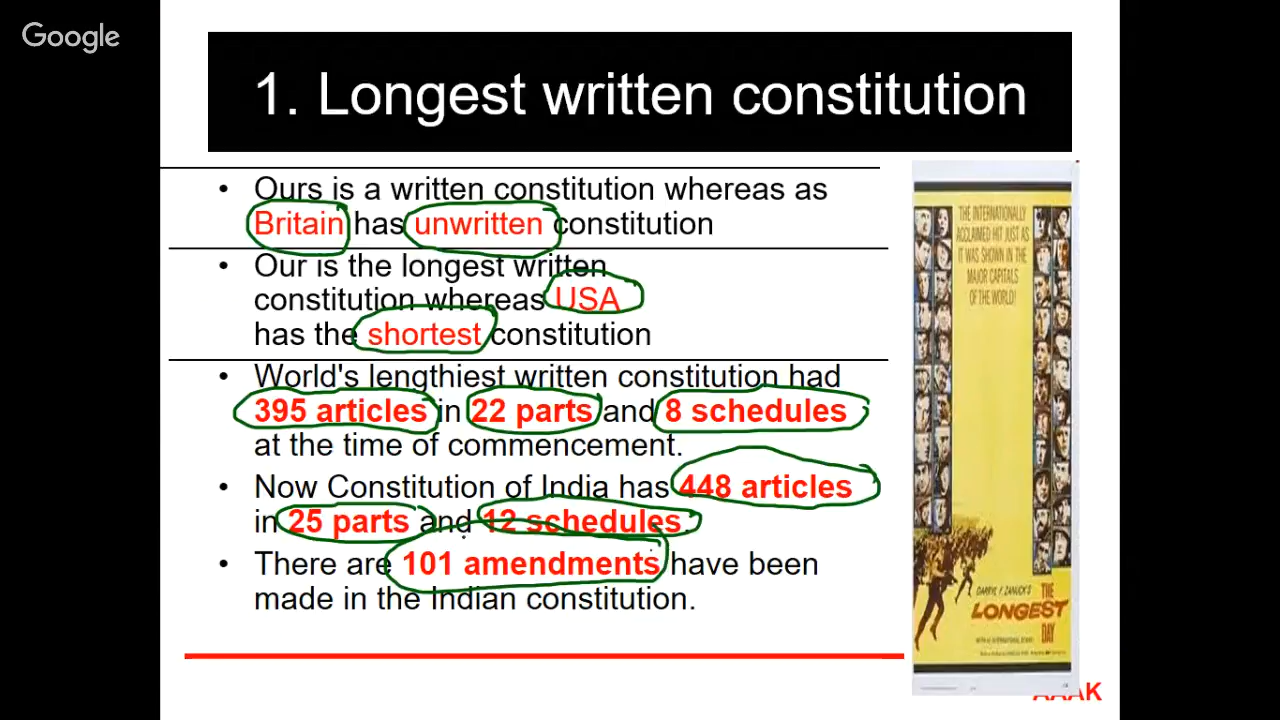 Google
1. Longest written constitution
• Ours is a written constitution whereas as
Britain has unwritten constitution
• Our is the longest written
constitution whereas USA
has the shortest constitution
• World's lengthiest written constitution had
395 articles in 22 parts and 8 schedules
at the time of commencement.
• Now Constitution of India has 448 articles
in 25 parts and 12 schedules.
• There are 101 amendments have been
made in the Indian constitution.
THE INTERNATIONALLY
ACCLAIMED HIT JUST AS
IT WAS SHOWN IN THE
MAJOR CAPITALS
OF THE WORLD!
DARRYL F. ZANUCK'S
THE
LONGEST
DAY
AAAK